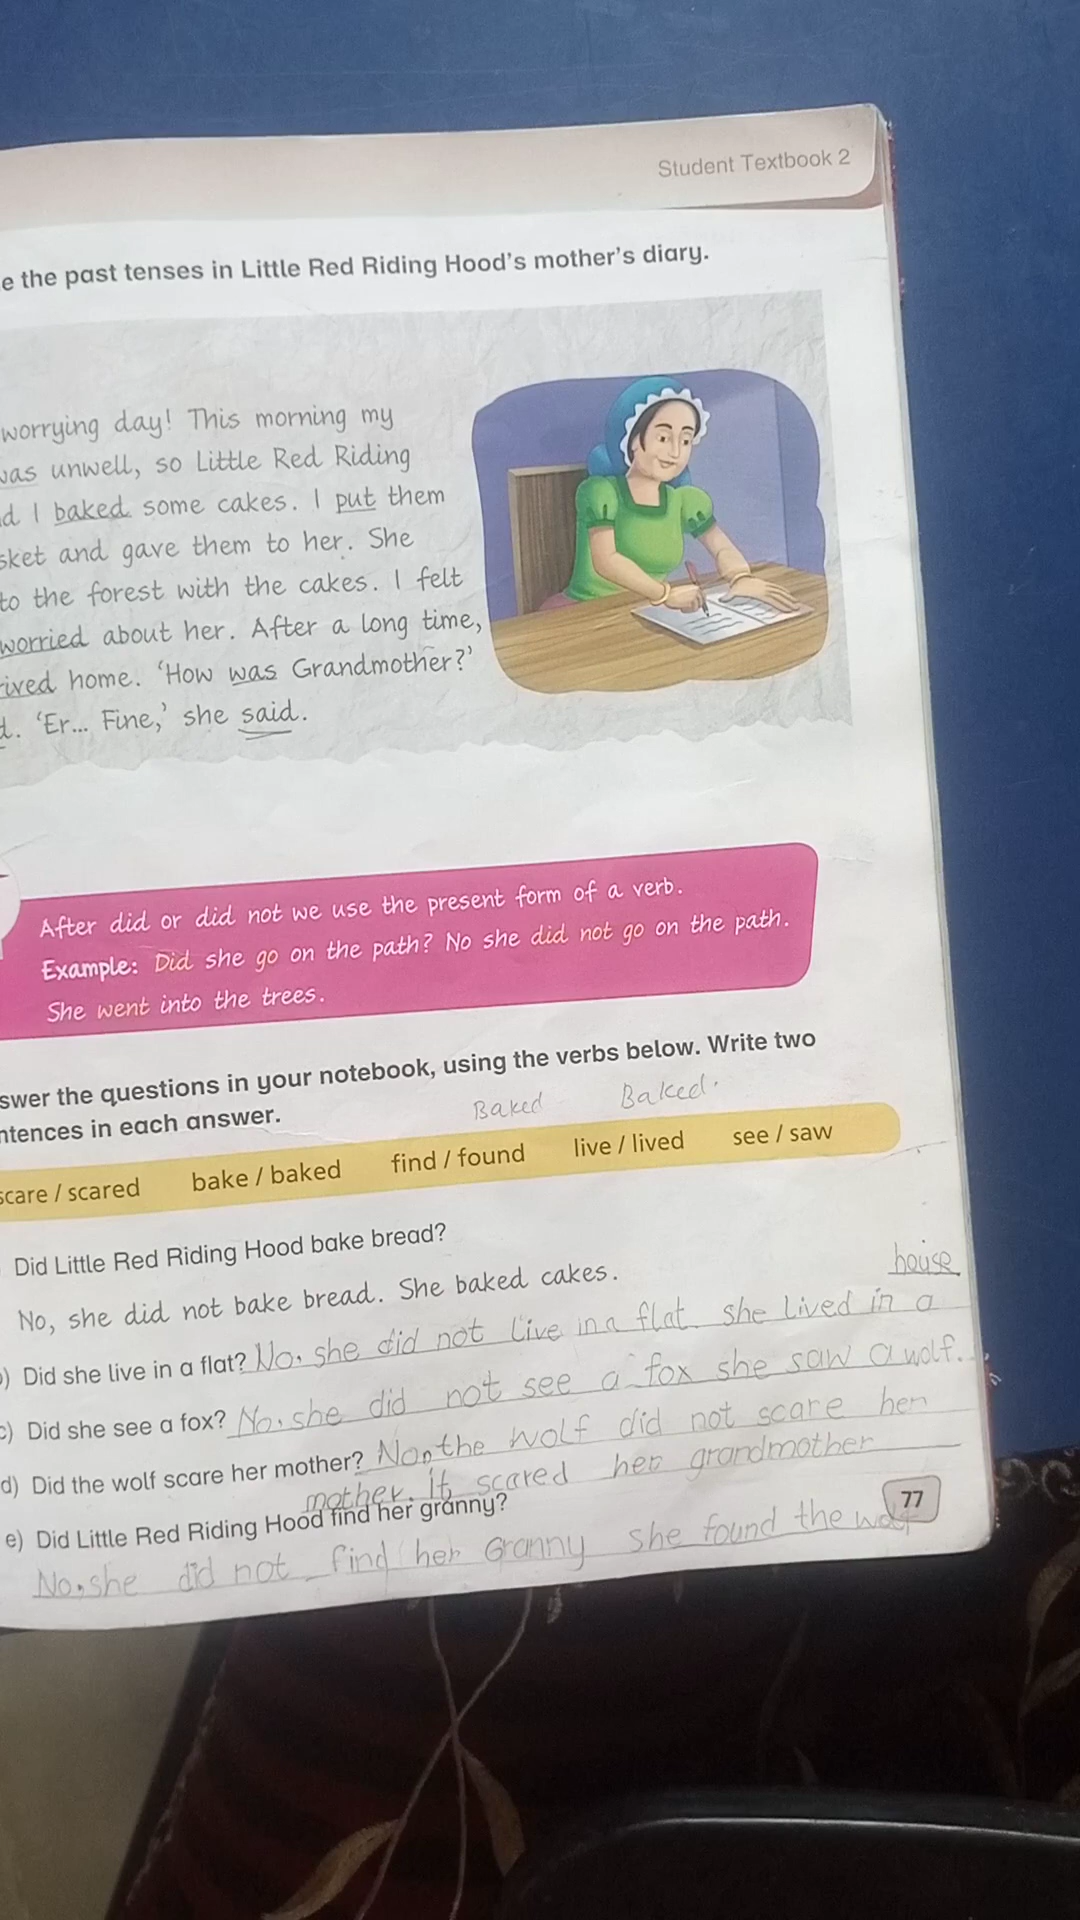 Student Textbook 2
e the past tenses in Little Red Riding Hood's mother's diary.
worrying day! This morning my
was unwell, so Little Red Riding
d I baked some cakes. I put them
sket and gave them to her. She
to the forest with the cakes. I felt
worried about her. After a long time,
rived home. 'How was Grandmother?'
d. 'Er... Fine,' she said.
After did or did not we use the present form of a verb.
Example: Did she go on the path? No she did not go on the path.
She went into the trees.
swer the questions in your notebook, using the verbs below. Write two
ntences in each answer.
Baked Baked.
scare / scared bake / baked find / found live / lived see / saw
Did Little Red Riding Hood bake bread?
No, she did not bake bread. She baked cakes.
house
b) Did she live in a flat? No, she did not live in a flat. she lived in a
c) Did she see a fox? No, she did not see a fox she saw a wolf.
d) Did the wolf scare her mother? No, the wolf did not scare her
mother. It scared her grandmother
e) Did Little Red Riding Hood find her granny?
77
No, she did not find her Granny she found the wolf